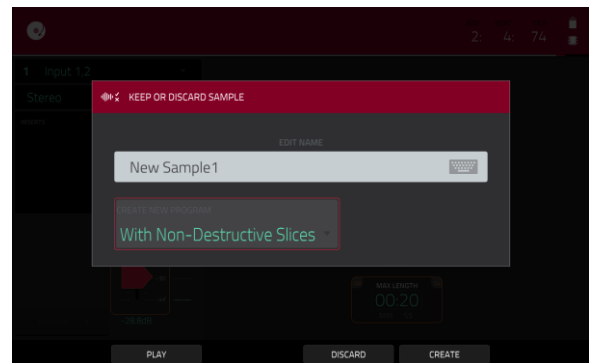 2: 4: 74
1 Input 1,2
Stereo
KEEP OR DISCARD SAMPLE
EDIT NAME
New Sample1
CREATE NEW PROGRAM
With Non-Destructive Slices
MAX LENGTH
00:20
PLAY DISCARD CREATE